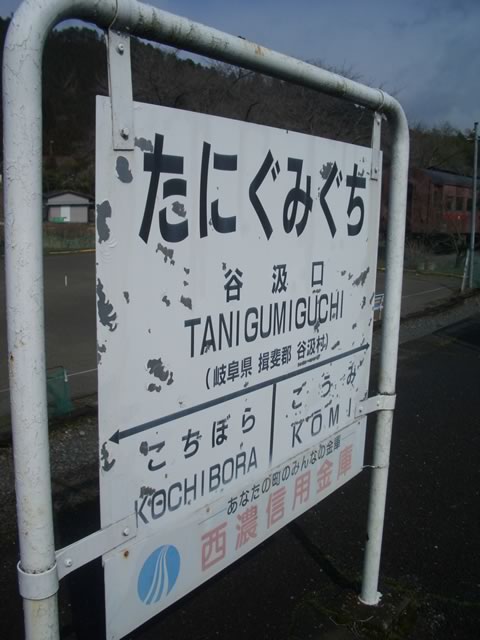 たにぐみぐち
谷汲口
TANIGUMIGUCHI
(岐阜県 揖斐郡 谷汲村)
こちぼら こうみ
KOCHIBORA KOMI
あなたの町のみんなの金庫
西濃信用金庫